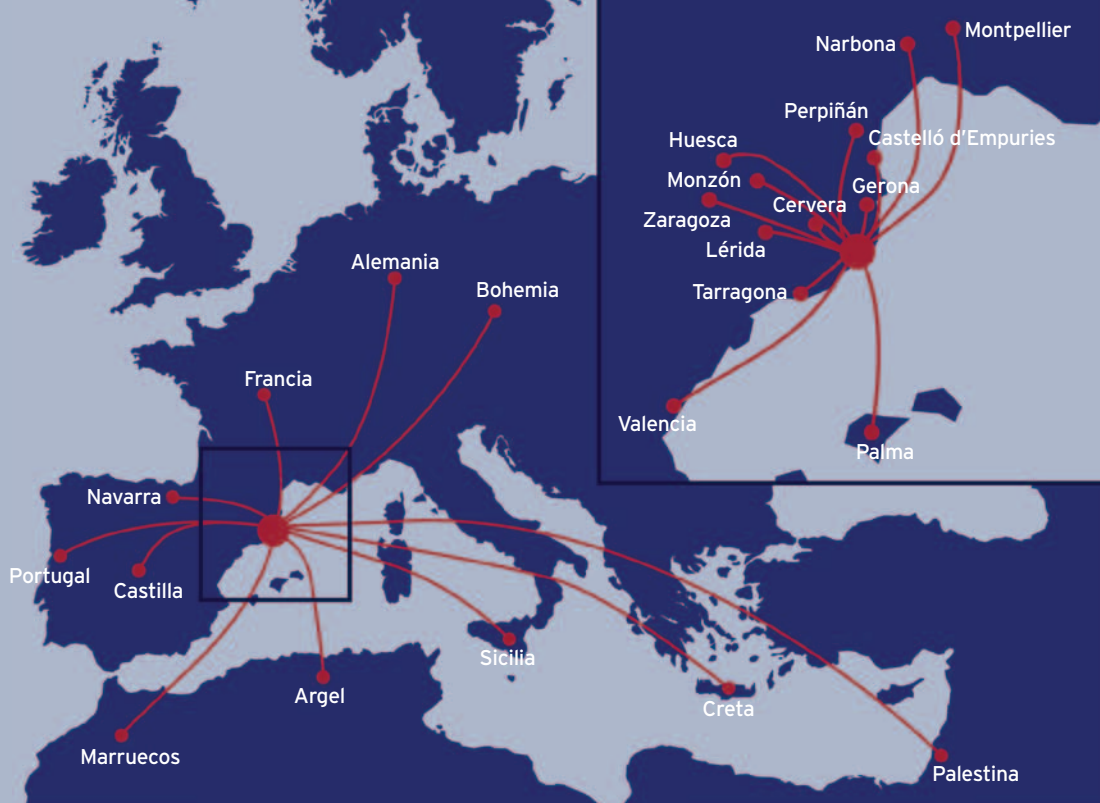 Montpellier
Narbona
Perpiñán
Castelló d'Empuries
Huesca
Monzón
Gerona
Cervera
Zaragoza
Lérida
Tarragona
Valencia
Palma
Alemania
Bohemia
Francia
Navarra
Portugal
Castilla
Sicilia
Argel
Creta
Marruecos
Palestina